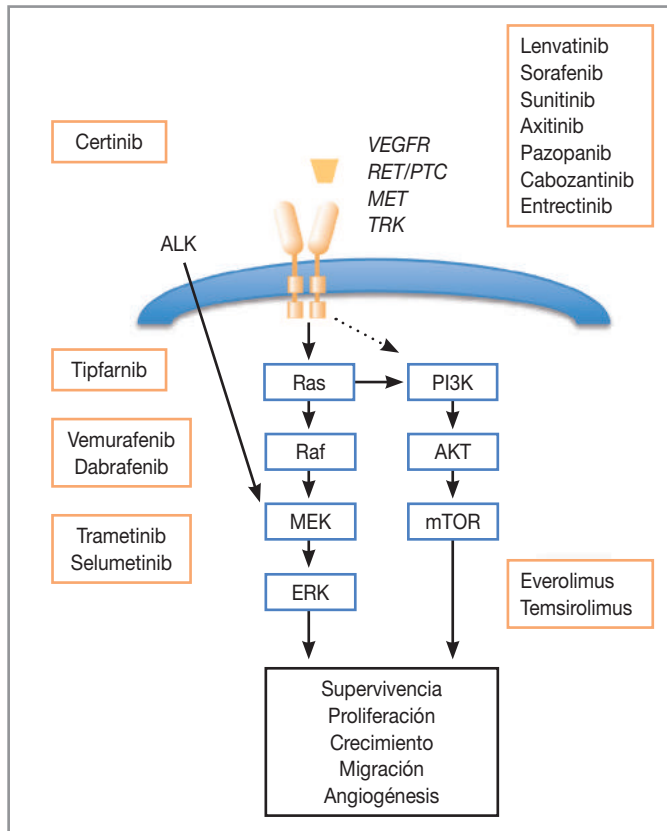 Lenvatinib
Sorafenib
Sunitinib
Axitinib
Pazopanib
Cabozantinib
Entrectinib
Certinib
VEGFR
RET/PTC
MET
TRK
ALK
Tipfarnib
Ras
PI3K
Vemurafenib
Dabrafenib
Raf
AKT
Trametinib
Selumetinib
MEK
mTOR
ERK
Everolimus
Temsirolimus
Supervivencia
Proliferación
Crecimiento
Migración
Angiogénesis